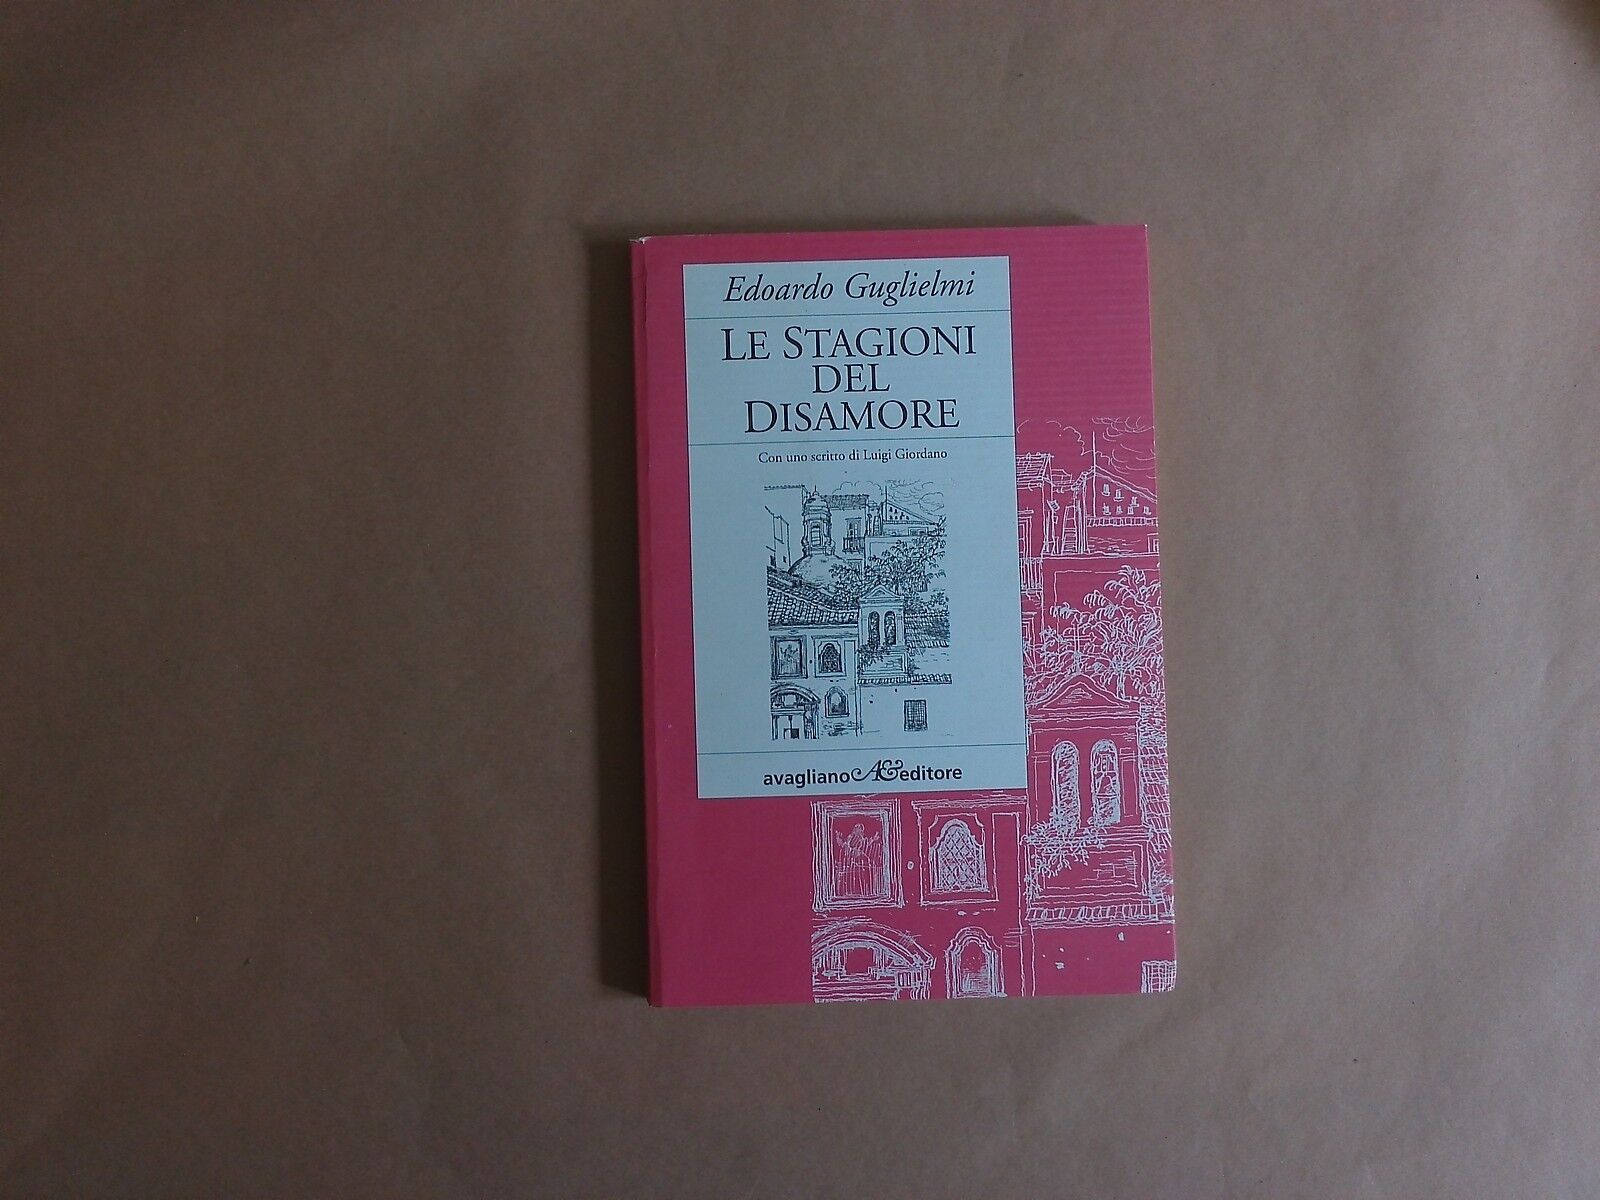 Edoardo Guglielmi
LE STAGIONI
DEL
DISAMORE
Con uno scritto di Luigi Giordano
avagliano AE editore